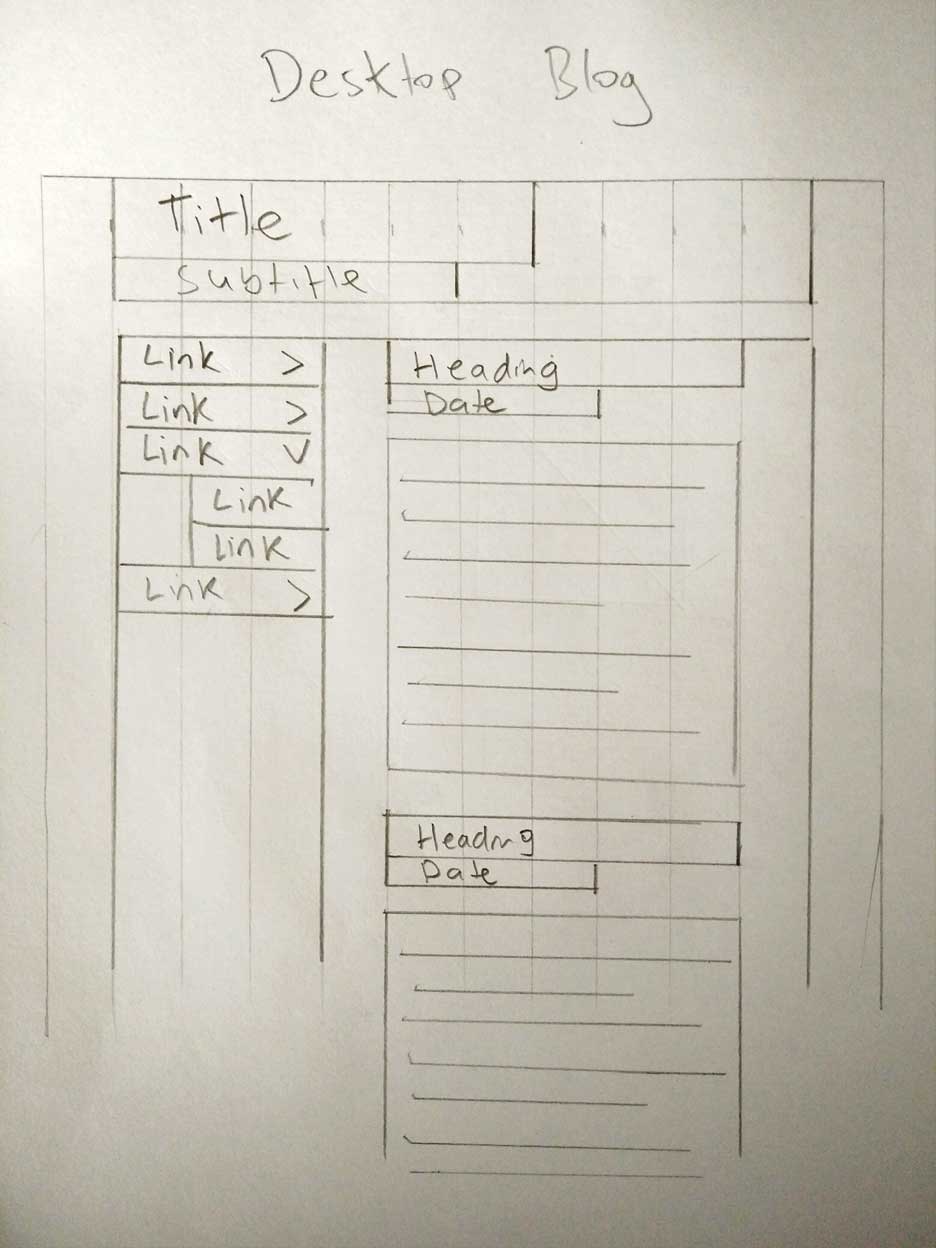 Desktop Blog
Title
Subtitle
Link >
Link >
Link v
Link
Link
Link >
Heading
Date
Heading
Date